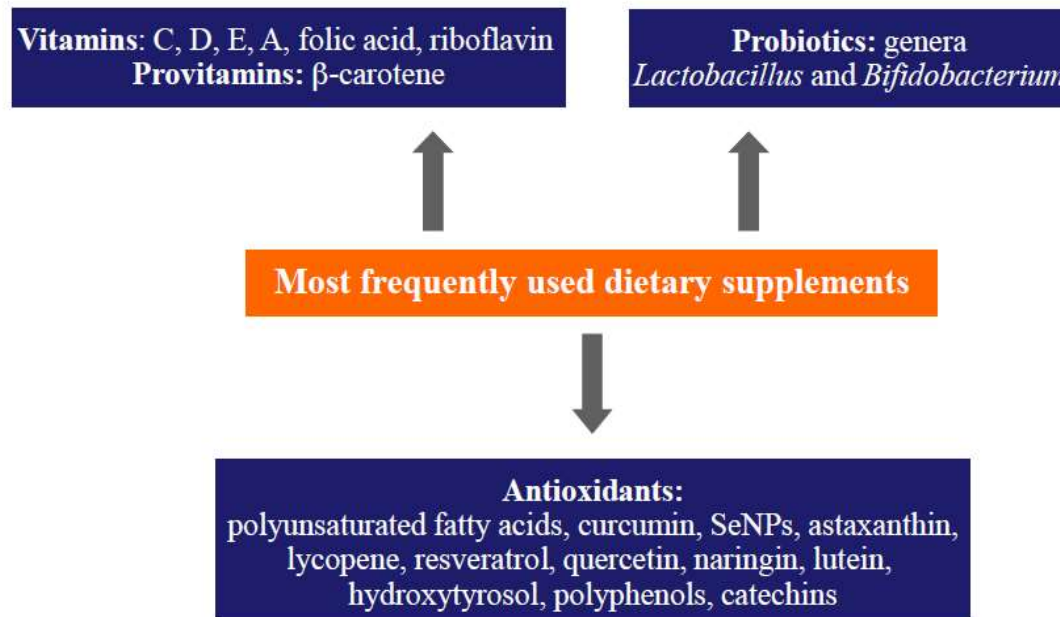 Vitamins: C, D, E, A, folic acid, riboflavin
Provitamins: β-carotene
Probiotics: genera
Lactobacillus and Bifidobacterium
Most frequently used dietary supplements
Antioxidants:
polyunsaturated fatty acids, curcumin, SeNPs, astaxanthin,
lycopene, resveratrol, quercetin, naringin, lutein,
hydroxytyrosol, polyphenols, catechins